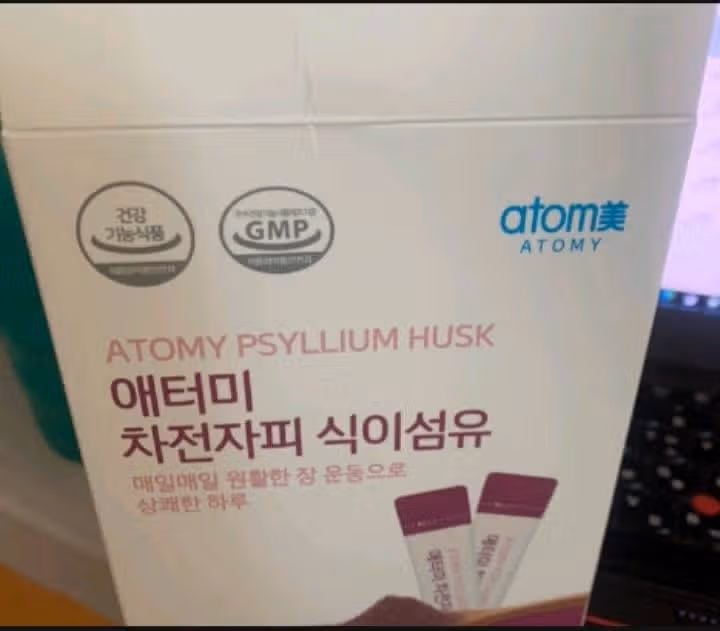 건강
기능식품
GMP
atom美
ATOMY
ATOMY PSYLLIUM HUSK
애터미
차전자피 식이섬유
매일매일 원활한 장 운동으로
상쾌한 하루